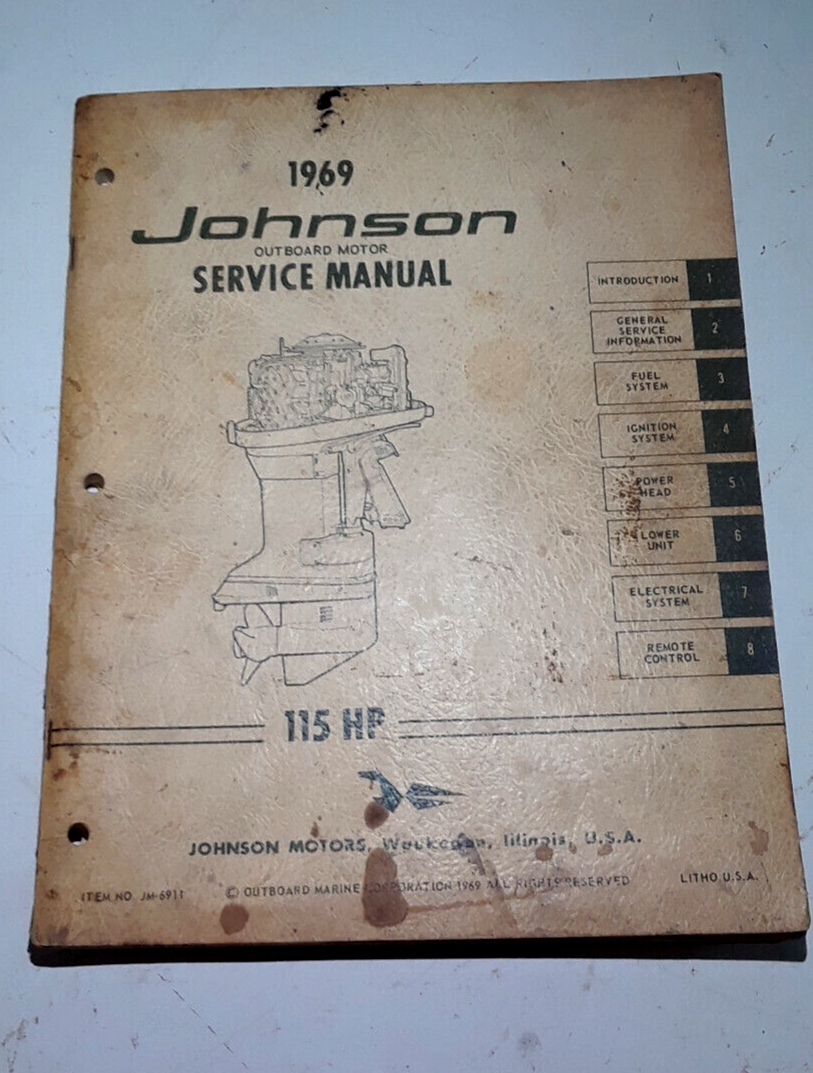 1969
Johnson
OUTBOARD MOTOR
SERVICE MANUAL
INTRODUCTION 1
GENERAL
SERVICE
INFORMATION 2
FUEL
SYSTEM 3
IGNITION
SYSTEM 4
POWER
HEAD 5
LOWER
UNIT 6
ELECTRICAL
SYSTEM 7
REMOTE
CONTROL 8
115 HP
JOHNSON MOTORS, Waukegan, Illinois, U.S.A.
ITEM NO JM-6911
© OUTBOARD MARINE CORPORATION 1969 ALL RIGHTS RESERVED
LITHO U.S.A.